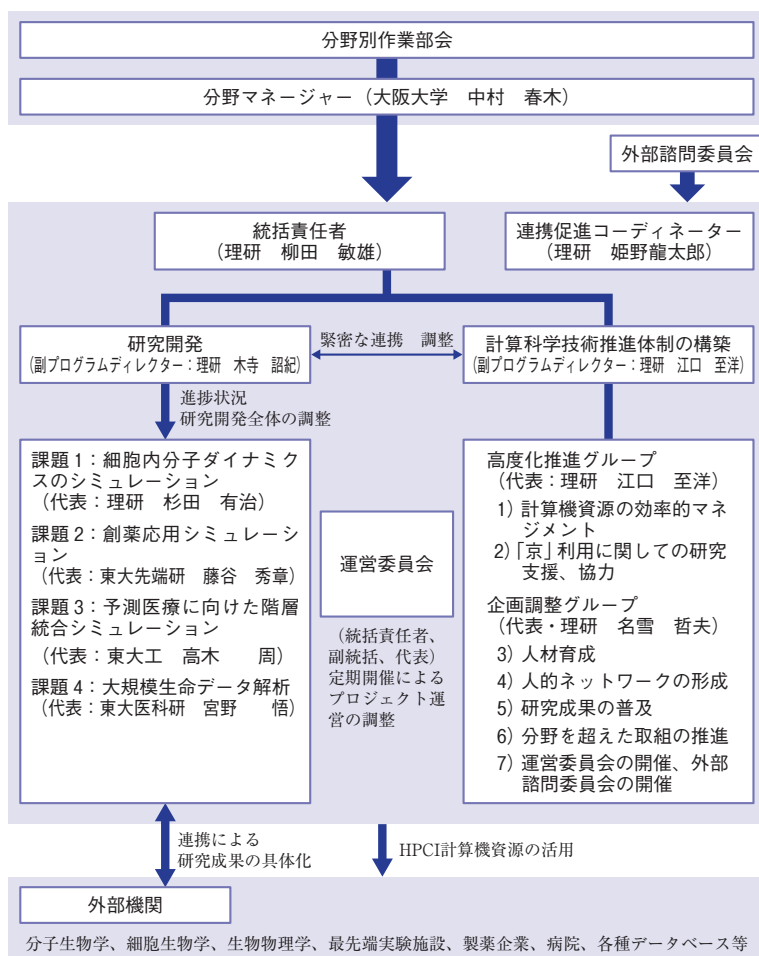 分野別作業部会
分野マネージャー(大阪大学　中村　春木)
外部諮問委員会
統括責任者
(理研　柳田　敏雄)
連携促進コーディネーター
(理研　姫野龍太郎)
研究開発
(副プログラムディレクター：理研　木寺　詔紀)
緊密な連携　調整
計算科学技術推進体制の構築
(副プログラムディレクター：理研　江口　至洋)
進捗状況
研究開発全体の調整
課題1：細胞内分子ダイナミク
スのシミュレーション
(代表：理研　杉田　有治)
課題2：創薬応用シミュレーシ
ョン
(代表：東大先端研　藤谷　秀章)
課題3：予測医療に向けた階層
統合シミュレーション
(代表：東大工　高木　　周)
課題4：大規模生命データ解析
(代表：東大医科研　宮野　　悟)
運営委員会
(統括責任者、
副統括、代表)
定期開催による
プロジェクト運
営の調整
高度化推進グループ
(代表：理研　江口　至洋)
1) 計算機資源の効率的マネ
ジメント
2)「京」利用に関しての研究
支援、協力
企画調整グループ
(代表・理研　名雪　哲夫)
3) 人材育成
4) 人的ネットワークの形成
5) 研究成果の普及
6) 分野を超えた取組の推進
7) 運営委員会の開催、外部
諮問委員会の開催
連携による
研究成果の具体化
HPCI計算機資源の活用
外部機関
分子生物学、細胞生物学、生物物理学、最先端実験施設、製薬企業、病院、各種データベース等